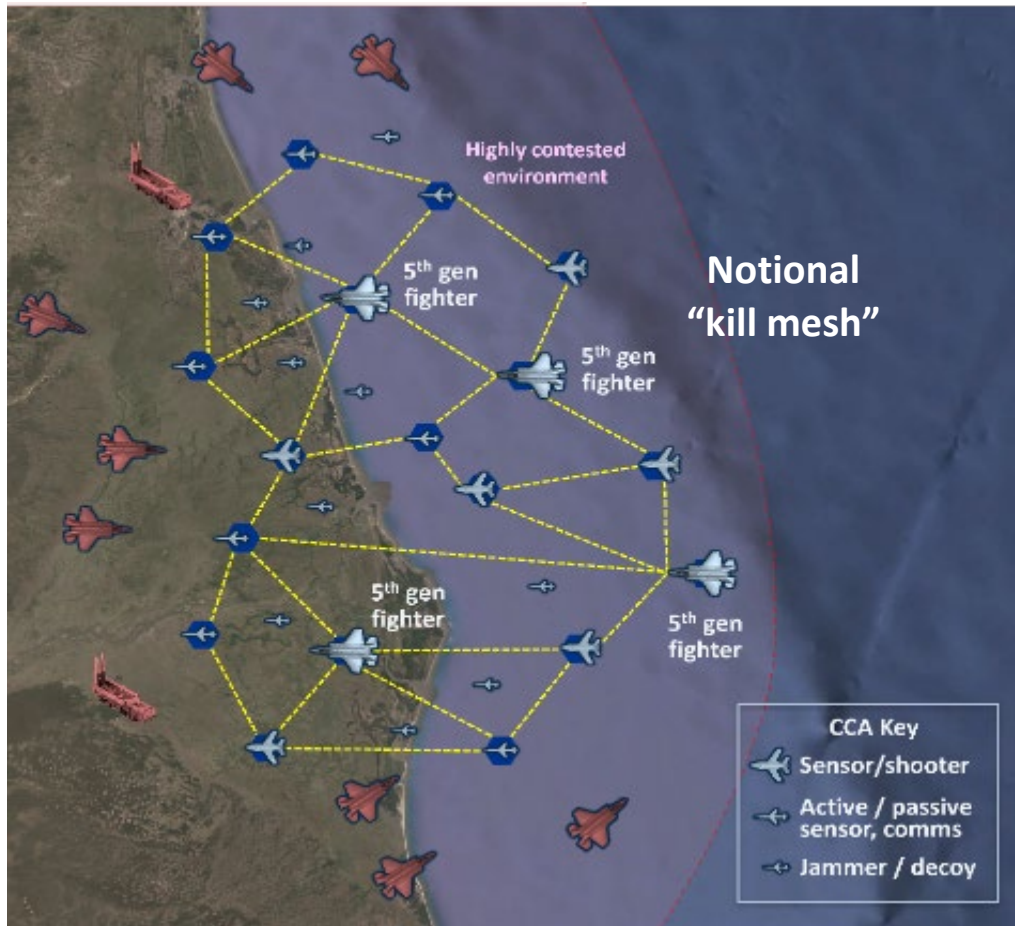 Highly contested
environment
Notional
“kill mesh”
5th gen
fighter
5th gen
fighter
5th gen
fighter
5th gen
fighter
CCA Key
Sensor/shooter
Active / passive
sensor, comms
Jammer / decoy